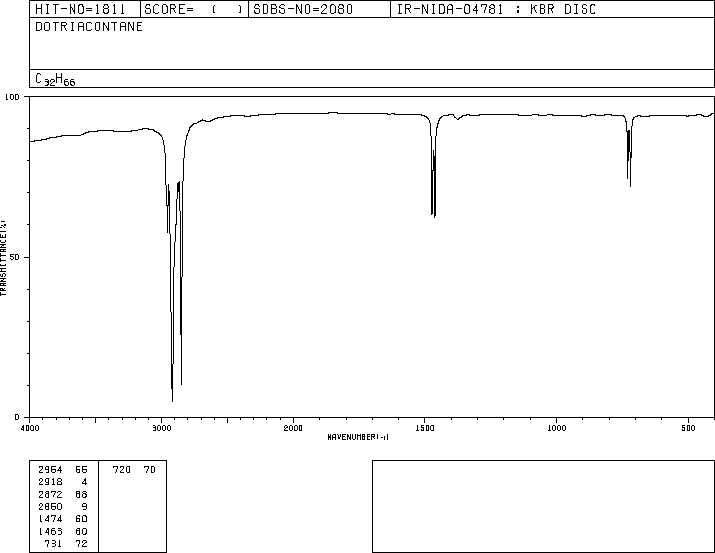 HIT-NO=1811 SCORE= ( ) SDBS-NO=2080 IR-NIDA-04781 : KBR DISC
DOTRIACONTANE
C32H66
100
50
0
TRANSMITTANCE(%)
4000 3000 2000 1500 1000 500
WAVENUMBER(-1)
2964 66 720 70
2918 4
2872 68
2850 9
1474 60
1463 60
731 72